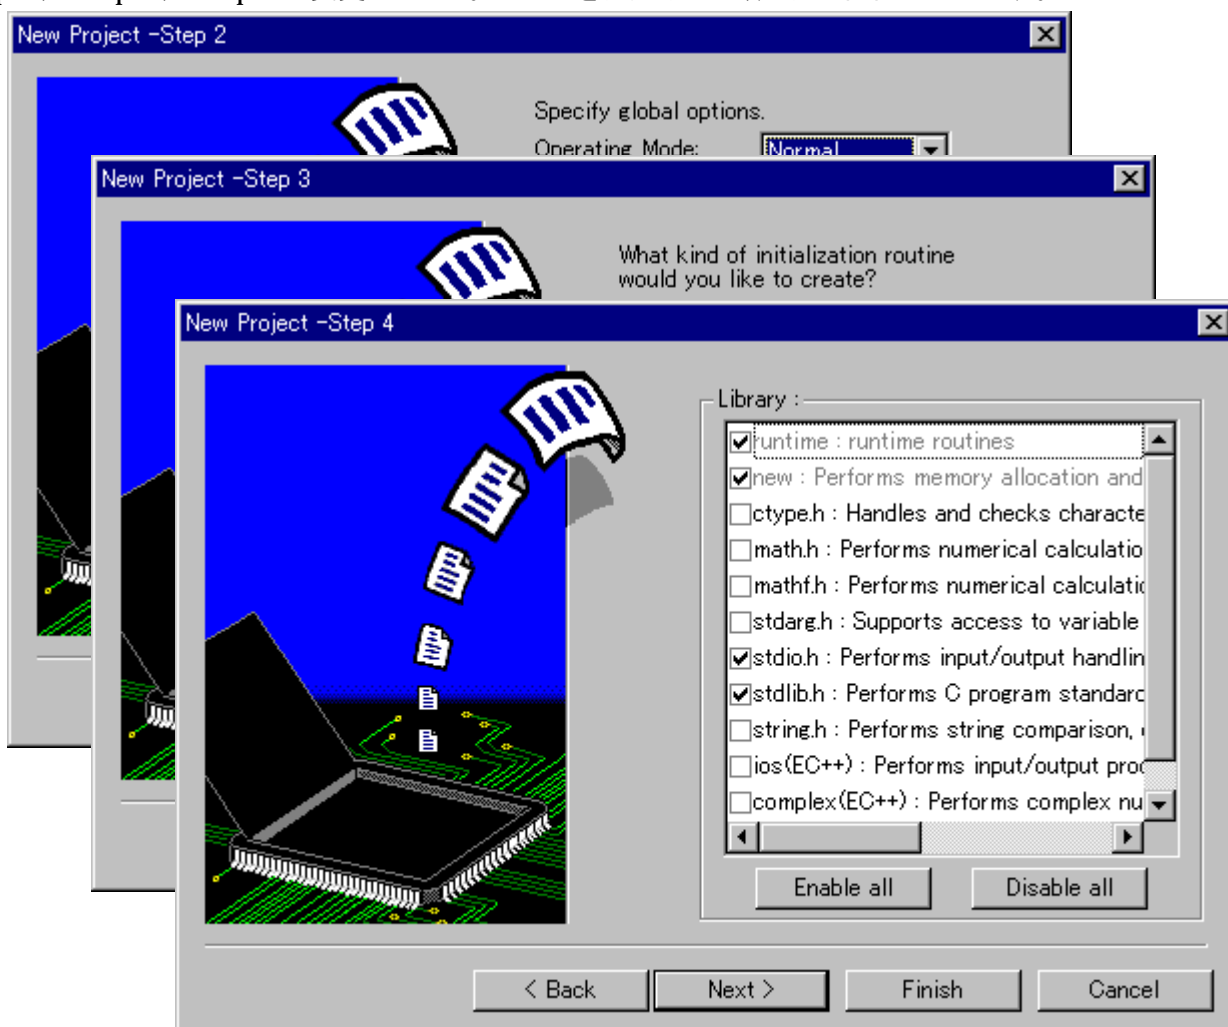 New Project -Step 2
Specify global options.
Operating Mode:
Normal
New Project -Step 3
What kind of initialization routine
would you like to create?
New Project -Step 4
Library :
runtime : runtime routines
new : Performs memory allocation and
ctype.h : Handles and checks characte
math.h : Performs numerical calculatio
mathf.h : Performs numerical calculatio
stdarg.h : Supports access to variable
stdio.h : Performs input/output handlin
stdlib.h : Performs C program standard
string.h : Performs string comparison,
ios(EC++) : Performs input/output proc
complex(EC++) : Performs complex nu
Enable all
Disable all
< Back
Next >
Finish
Cancel